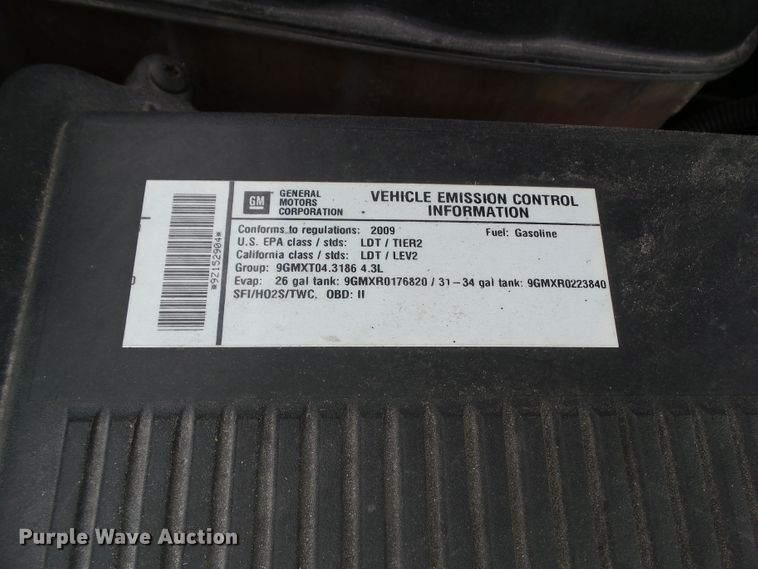 GM
GENERAL
MOTORS
CORPORATION
VEHICLE EMISSION CONTROL
INFORMATION
Conforms to regulations: 2009 Fuel: Gasoline
U.S. EPA class / stds: LDT / TIER2
California class / stds: LDT / LEV2
Group: 9GMXT04.3186 4.3L
Evap: 26 gal tank: 9GMXR0176820 / 31-34 gal tank: 9GMXR0223840
SFI/HO2S/TWC, OBD: II
*92152904*
Purple Wave Auction